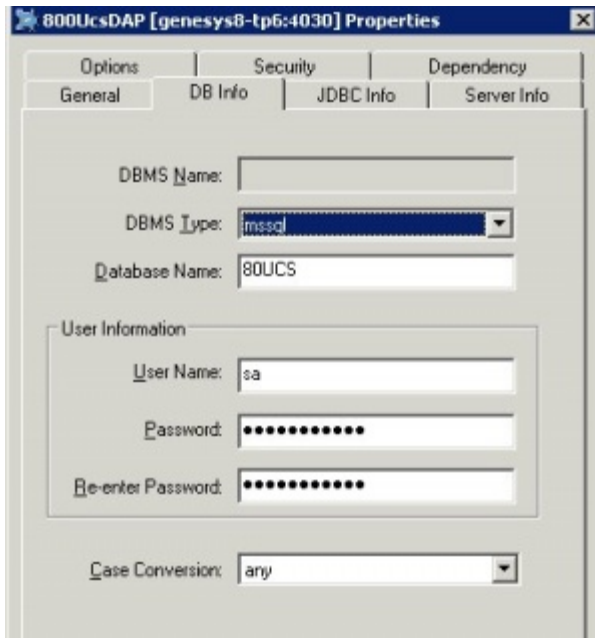 800UcsDAP [genesys8-tp6:4030] Properties
Options Security Dependency
General DB Info JDBC Info Server Info
DBMS Name:
DBMS Type: mssql
Database Name: 80UCS
User Information
User Name: sa
Password: ●●●●●●●●●●●
Re-enter Password: ●●●●●●●●●●●
Case Conversion: any